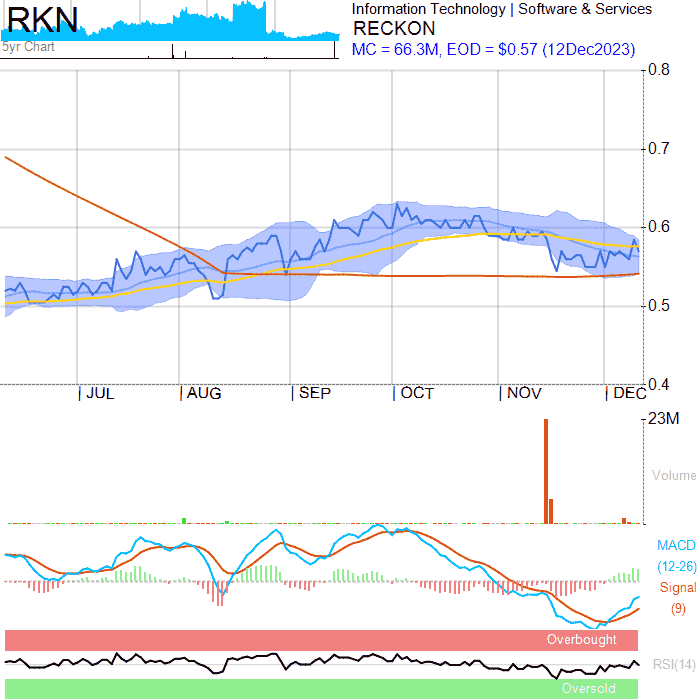 RKN
5yr Chart
Information Technology | Software & Services
RECKON
MC = 66.3M, EOD = $0.57 (12Dec2023)
0.8
0.7
0.6
0.5
0.4
| JUL | AUG | SEP | OCT | NOV | DEC
23M
Volume
MACD
(12-26)
Signal
(9)
Overbought
RSI(14)
Oversold